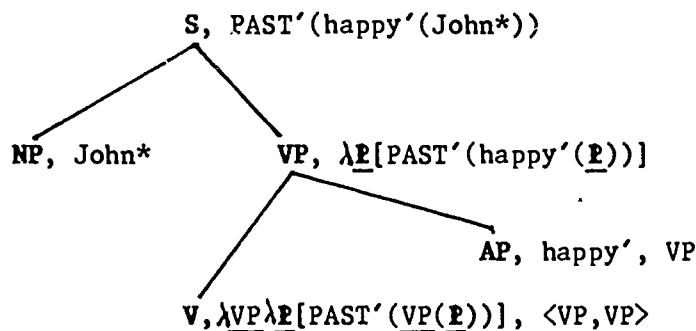 S, PAST′(happy′(John*))
NP, John* VP, λ𝒫[PAST′(happy′(𝒫))]
AP, happy′, VP
V, λVPλ𝒫[PAST′(VP(𝒫))], <VP,VP>